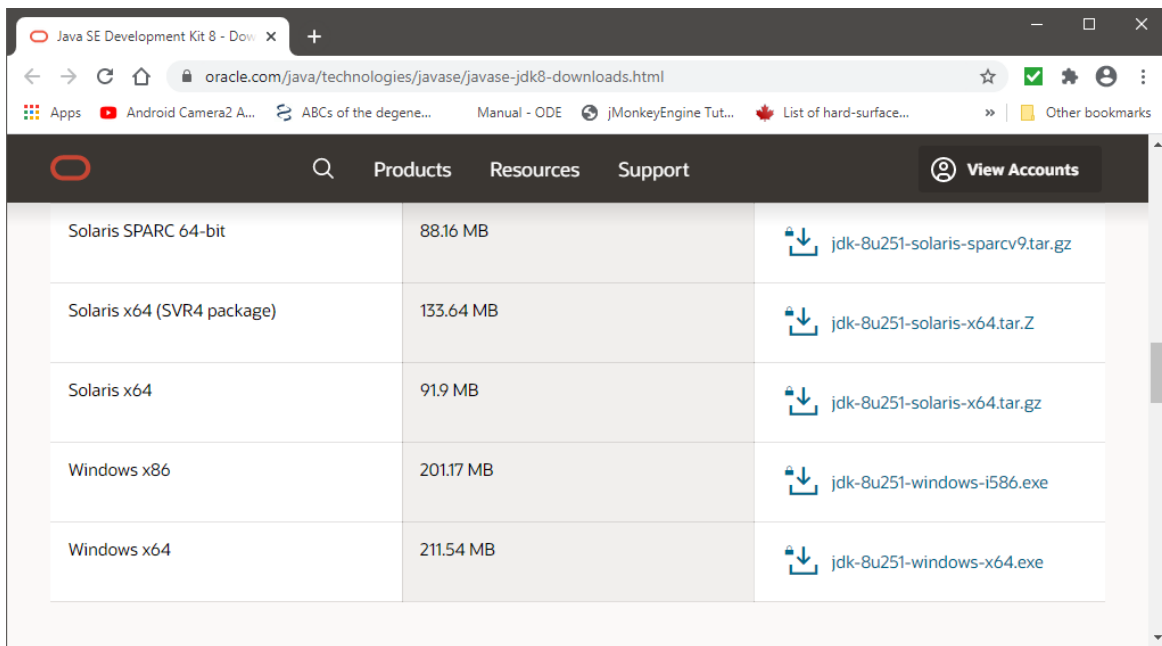 Java SE Development Kit 8 - Dow
oracle.com/java/technologies/javase/javase-jdk8-downloads.html
Apps Android Camera2 A... ABCs of the degene... Manual - ODE jMonkeyEngine Tut... List of hard-surface... » Other bookmarks
Products Resources Support View Accounts
Solaris SPARC 64-bit 88.16 MB jdk-8u251-solaris-sparcv9.tar.gz
Solaris x64 (SVR4 package) 133.64 MB jdk-8u251-solaris-x64.tar.Z
Solaris x64 91.9 MB jdk-8u251-solaris-x64.tar.gz
Windows x86 201.17 MB jdk-8u251-windows-i586.exe
Windows x64 211.54 MB jdk-8u251-windows-x64.exe